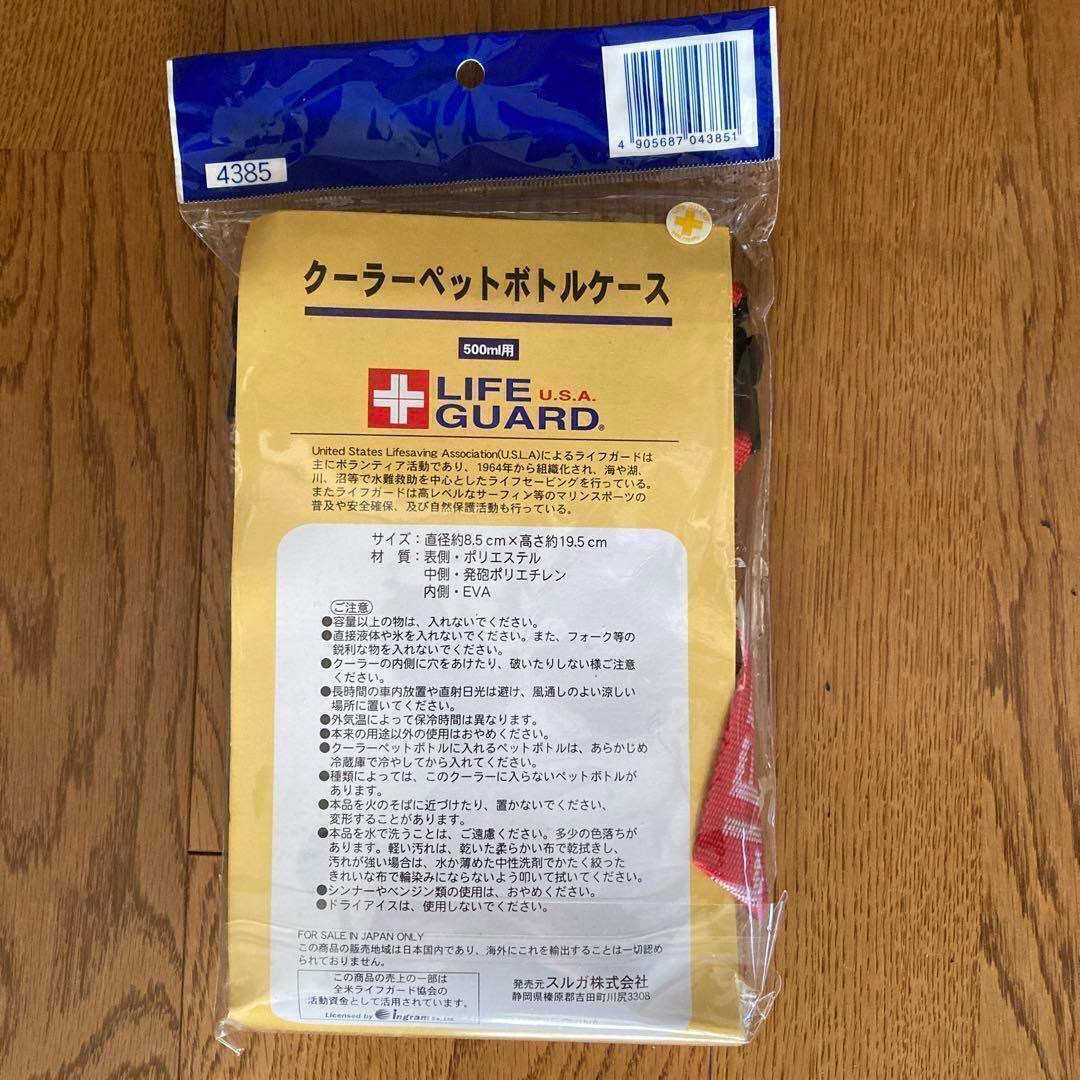 4 905687 043851
4385
LIFE GUARD
クーラーペットボトルケース
500ml用
LIFE U.S.A.
GUARD®
United States Lifesaving Association(U.S.L.A)によるライフガードは
主にボランティア活動であり、1964年から組織化され、海や湖、
川、沼等で水難救助を中心としたライフセービングを行っている。
またライフガードは高レベルなサーフィン等のマリンスポーツの
普及や安全確保、及び自然保護活動も行っている。
サイズ：直径約8.5cm×高さ約19.5cm
材　質：表側・ポリエステル
中側・発砲ポリエチレン
内側・EVA
ご注意
●容量以上の物は、入れないでください。
●直接液体や氷を入れないでください。また、フォーク等の
鋭利な物を入れないでください。
●クーラーの内側に穴をあけたり、破いたりしない様ご注意
ください。
●長時間の車内放置や直射日光は避け、風通しのよい涼しい
場所に置いてください。
●外気温によって保冷時間は異なります。
●本来の用途以外の使用はおやめください。
●クーラーペットボトルに入れるペットボトルは、あらかじめ
冷蔵庫で冷やしてから入れてください。
●種類によっては、このクーラーに入らないペットボトルが
あります。
●本品を火のそばに近づけたり、置かないでください、
変形することがあります。
●本品を水で洗うことは、ご遠慮ください。多少の色落ちが
あります。軽い汚れは、乾いた柔らかい布で乾拭きし、
汚れが強い場合は、水か薄めた中性洗剤でかたく絞った
きれいな布で輪染みにならないよう叩いて拭いてください。
●シンナーやベンジン類の使用は、おやめください。
●ドライアイスは、使用しないでください。
FOR SALE IN JAPAN ONLY
この商品の販売地域は日本国内であり、海外にこれを輸出することは一切認め
られておりません。
この商品の売上の一部は
全米ライフガード協会の
活動資金として活用されています。
Licensed by ingram Co.,Ltd.
発売元スルガ株式会社
静岡県榛原郡吉田町川尻3308